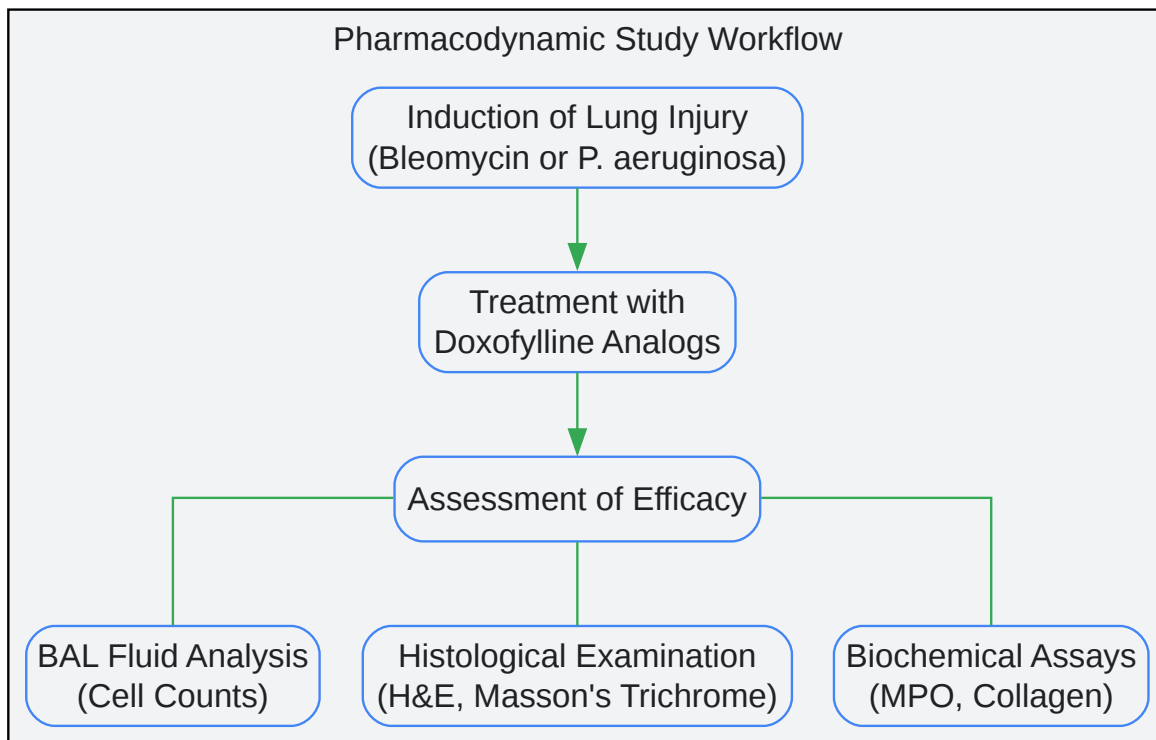 Pharmacodynamic Study Workflow
Induction of Lung Injury
(Bleomycin or P. aeruginosa)
Treatment with
Doxofylline Analogs
Assessment of Efficacy
BAL Fluid Analysis
(Cell Counts)
Histological Examination
(H&E, Masson's Trichrome)
Biochemical Assays
(MPO, Collagen)